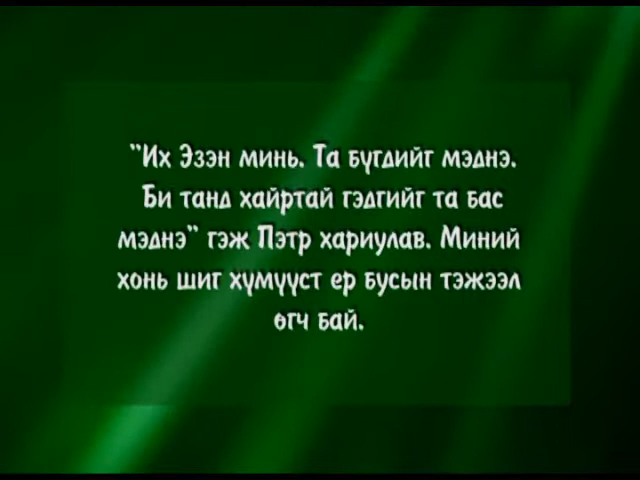 "Их Эзэн минь. Та бүгдийг мэднэ.
Би танд хайртай гэдгийг та бас
мэднэ" гэж Пэтр хариулав. Миний
хонь шиг хүмүүст ер бусын тэжээл
өгч бай.